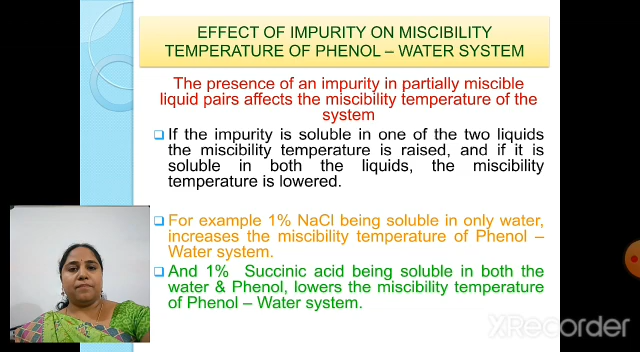 EFFECT OF IMPURITY ON MISCIBILITY
TEMPERATURE OF PHENOL – WATER SYSTEM
The presence of an impurity in partially miscible
liquid pairs affects the miscibility temperature of the
system
If the impurity is soluble in one of the two liquids
the miscibility temperature is raised, and if it is
soluble in both the liquids, the miscibility
temperature is lowered.
For example 1% NaCl being soluble in only water,
increases the miscibility temperature of Phenol –
Water system.
And 1% Succinic acid being soluble in both the
water & Phenol, lowers the miscibility temperature
of Phenol – Water system.
XRecorder